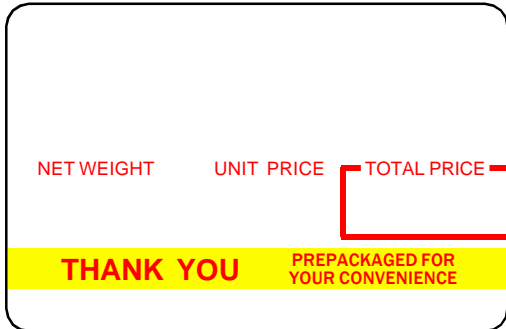 NET WEIGHT UNIT PRICE TOTAL PRICE
THANK YOU
PREPACKAGED FOR
YOUR CONVENIENCE